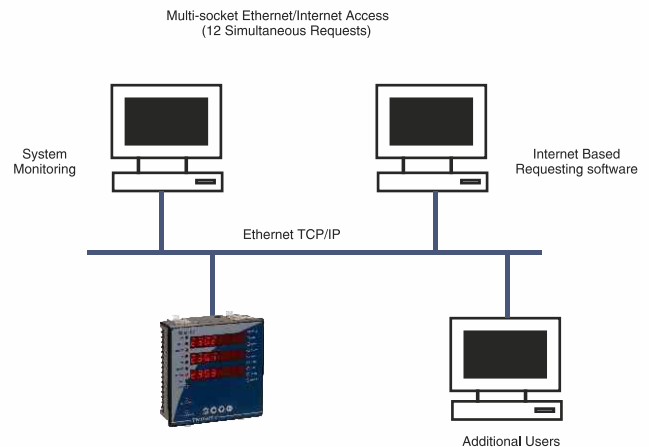 Multi-socket Ethernet/Internet Access
(12 Simultaneous Requests)
System
Monitoring
Internet Based
Requesting software
Ethernet TCP/IP
Additional Users